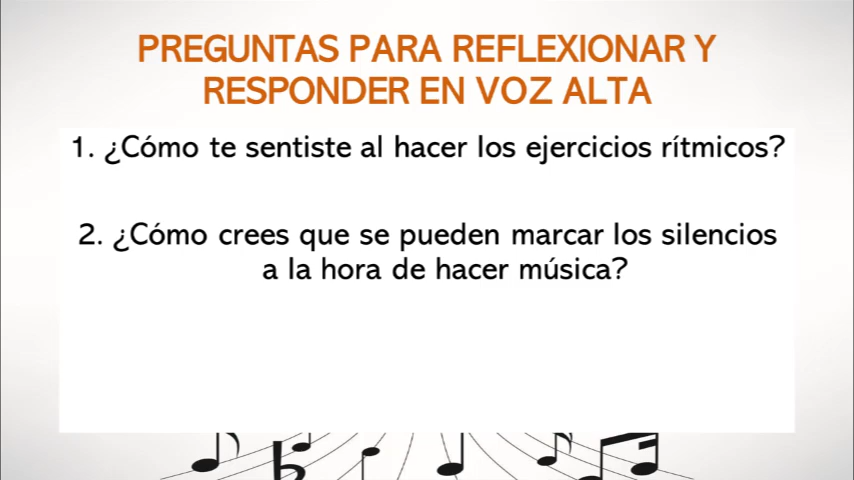 PREGUNTAS PARA REFLEXIONAR Y
RESPONDER EN VOZ ALTA
1. ¿Cómo te sentiste al hacer los ejercicios rítmicos?
2. ¿Cómo crees que se pueden marcar los silencios
a la hora de hacer música?